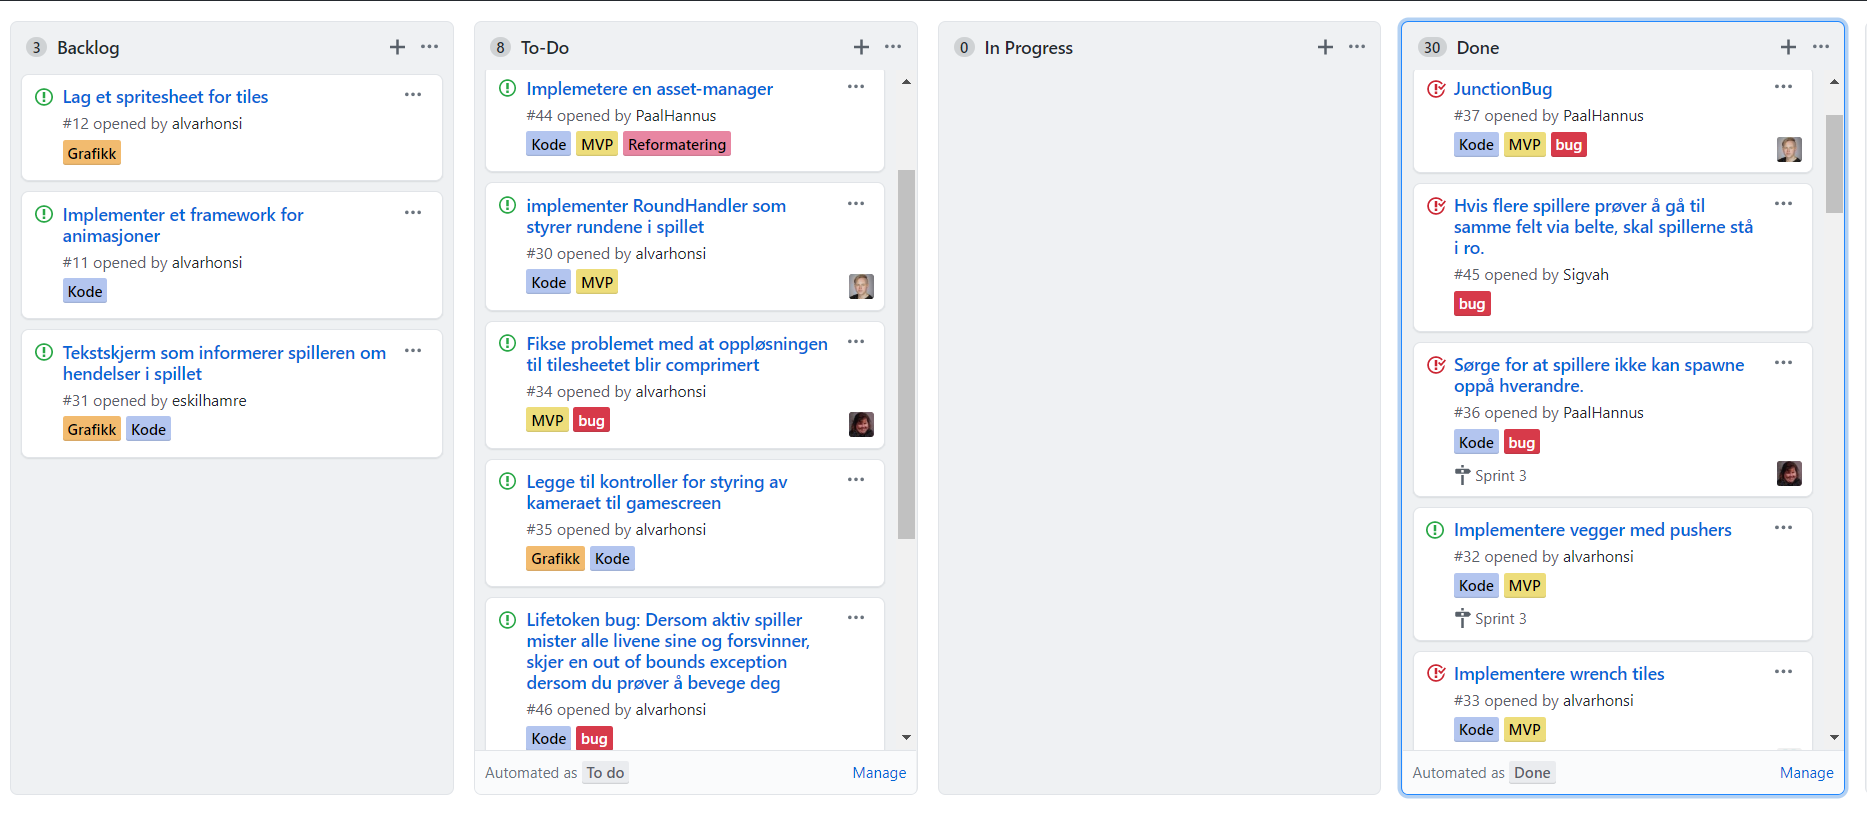 3 Backlog
Lag et spritesheet for tiles
#12 opened by alvarhonsi
Grafikk
Implementer et framework for
animasjoner
#11 opened by alvarhonsi
Kode
Tekstskjerm som informerer spilleren om
hendelser i spillet
#31 opened by eskilhamre
Grafikk Kode
8 To-Do
Implemetere en asset-manager
#44 opened by PaalHannus
Kode MVP Reformatering
implementer RoundHandler som
styrer rundene i spillet
#30 opened by alvarhonsi
Kode MVP
Fikse problemet med at oppløsningen
til tilesheetet blir comprimert
#34 opened by alvarhonsi
MVP bug
Legge til kontroller for styring av
kameraet til gamescreen
#35 opened by alvarhonsi
Grafikk Kode
Lifetoken bug: Dersom aktiv spiller
mister alle livene sine og forsvinner,
skjer en out of bounds exception
dersom du prøver å bevege deg
#46 opened by alvarhonsi
Kode bug
Automated as To do Manage
0 In Progress
30 Done
JunctionBug
#37 opened by PaalHannus
Kode MVP bug
Hvis flere spillere prøver å gå til
samme felt via belte, skal spillerne stå
i ro.
#45 opened by Sigvah
bug
Sørge for at spillere ikke kan spawne
oppå hverandre.
#36 opened by PaalHannus
Kode bug
Sprint 3
Implementere vegger med pushers
#32 opened by alvarhonsi
Kode MVP
Sprint 3
Implementere wrench tiles
#33 opened by alvarhonsi
Kode MVP
Automated as Done Manage